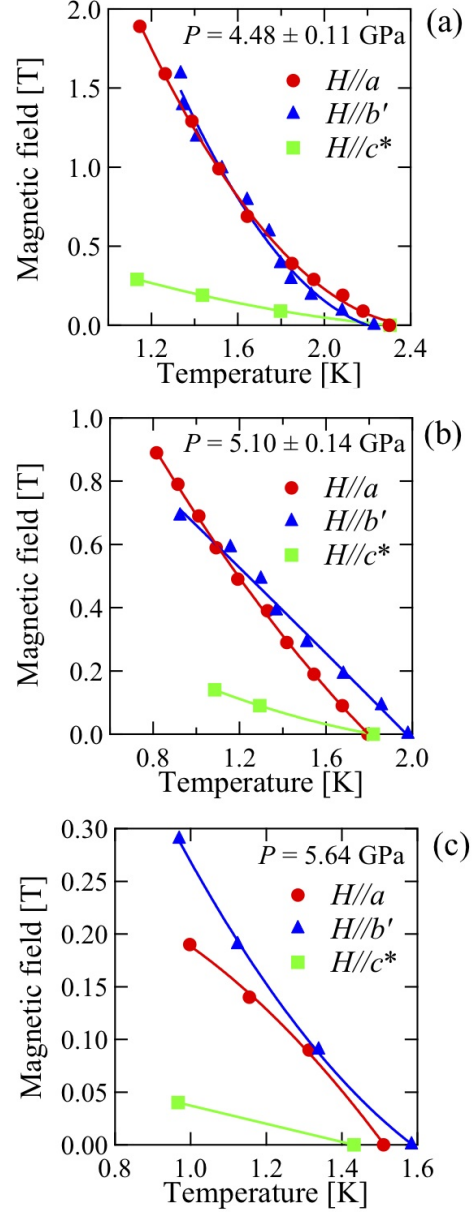 (a)
P = 4.48 ± 0.11 GPa
H//a
H//b'
H//c*
Magnetic field [T]
2.0
1.5
1.0
0.5
0.0
1.2 1.6 2.0 2.4
Temperature [K]
(b)
P = 5.10 ± 0.14 GPa
H//a
H//b'
H//c*
Magnetic field [T]
1.0
0.8
0.6
0.4
0.2
0.0
0.8 1.2 1.6 2.0
Temperature [K]
(c)
P = 5.64 GPa
H//a
H//b'
H//c*
Magnetic field [T]
0.30
0.25
0.20
0.15
0.10
0.05
0.00
0.8 1.0 1.2 1.4 1.6
Temperature [K]